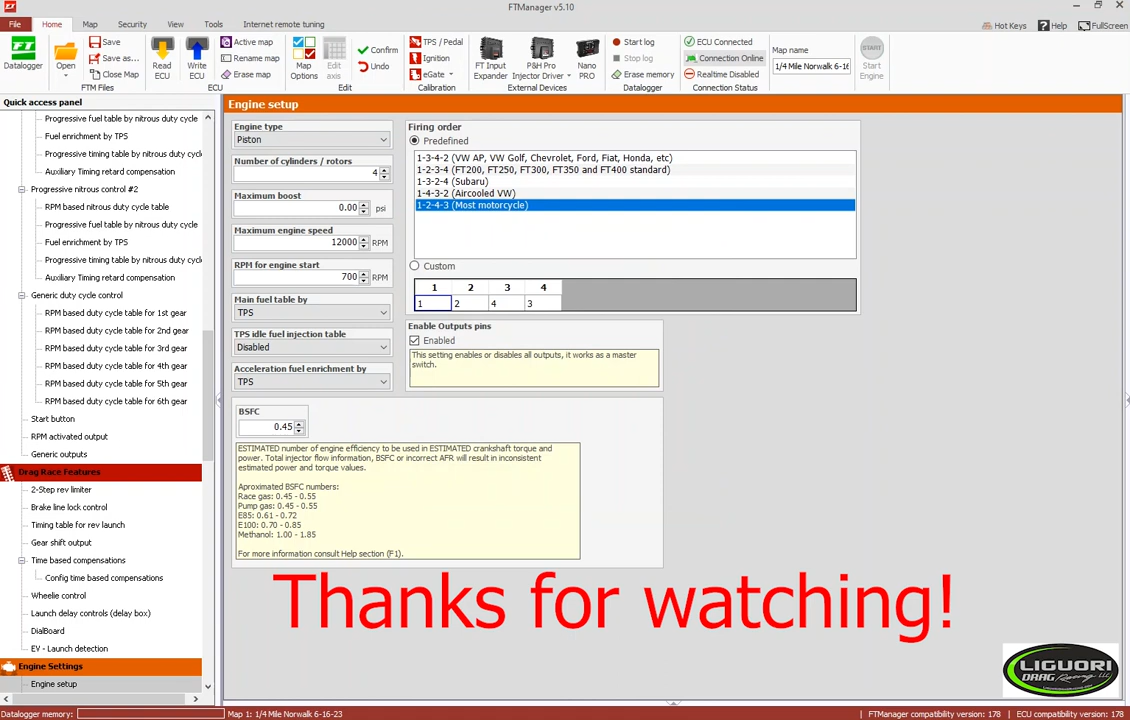 FTManager v5.10
File
Home
Map
Security
View
Tools
Internet remote tuning
Hot Keys
Help
FullScreen
FT
Datalogger
Open
Save
Save as...
Close Map
FTM Files
Read ECU
Write ECU
Active map
Rename map
Erase map
ECU
Map Options
Edit axis
Confirm
Undo
Edit
TPS / Pedal
Ignition
eGate
Calibration
FT Input Expander
P&H Pro Injector Driver
Nano PRO
External Devices
Start log
Stop log
Erase memory
Datalogger
ECU Connected
Connection Online
Realtime Disabled
Connection Status
Map name
1/4 Mile Norwalk 6-16
START
Start Engine
Quick access panel
Progressive fuel table by nitrous duty cycle
Fuel enrichment by TPS
Progressive timing table by nitrous duty cycl
Auxiliary Timing retard compensation
Progressive nitrous control #2
RPM based nitrous duty cycle table
Progressive fuel table by nitrous duty cycle
Fuel enrichment by TPS
Progressive timing table by nitrous duty cycl
Auxiliary Timing retard compensation
Generic duty cycle control
RPM based duty cycle table for 1st gear
RPM based duty cycle table for 2nd gear
RPM based duty cycle table for 3rd gear
RPM based duty cycle table for 4th gear
RPM based duty cycle table for 5th gear
RPM based duty cycle table for 6th gear
Start button
RPM activated output
Generic outputs
Drag Race Features
2-Step rev limiter
Brake line lock control
Timing table for rev launch
Gear shift output
Time based compensations
Config time based compensations
Wheelie control
Launch delay controls (delay box)
DialBoard
EV - Launch detection
Engine Settings
Engine setup
Engine setup
Engine type
Piston
Number of cylinders / rotors
4
Maximum boost
0.00 psi
Maximum engine speed
12000 RPM
RPM for engine start
700 RPM
Main fuel table by
TPS
TPS idle fuel injection table
Disabled
Acceleration fuel enrichment by
TPS
Firing order
Predefined
1-3-4-2 (VW AP, VW Golf, Chevrolet, Ford, Fiat, Honda, etc)
1-2-3-4 (FT200, FT250, FT300, FT350 and FT400 standard)
1-3-2-4 (Subaru)
1-4-3-2 (Aircooled VW)
1-2-4-3 (Most motorcycle)
Custom
1 2 3 4
1 2 4 3
Enable Outputs pins
Enabled
This setting enables or disables all outputs, it works as a master
switch.
BSFC
0.45
ESTIMATED number of engine efficiency to be used in ESTIMATED crankshaft torque and
power. Total injector flow information, BSFC or incorrect AFR will result in inconsistent
estimated power and torque values.
Aproximated BSFC numbers:
Race gas: 0.45 - 0.55
Pump gas: 0.45 - 0.55
E85: 0.61 - 0.72
E100: 0.70 - 0.85
Methanol: 1.00 - 1.85
For more information consult Help section (F1).
Thanks for watching!
LIGUORI
DRAG Racing LLC
Datalogger memory:
Map 1: 1/4 Mile Norwalk 6-16-23
FTManager compatibility version: 178
ECU compatibility version: 178